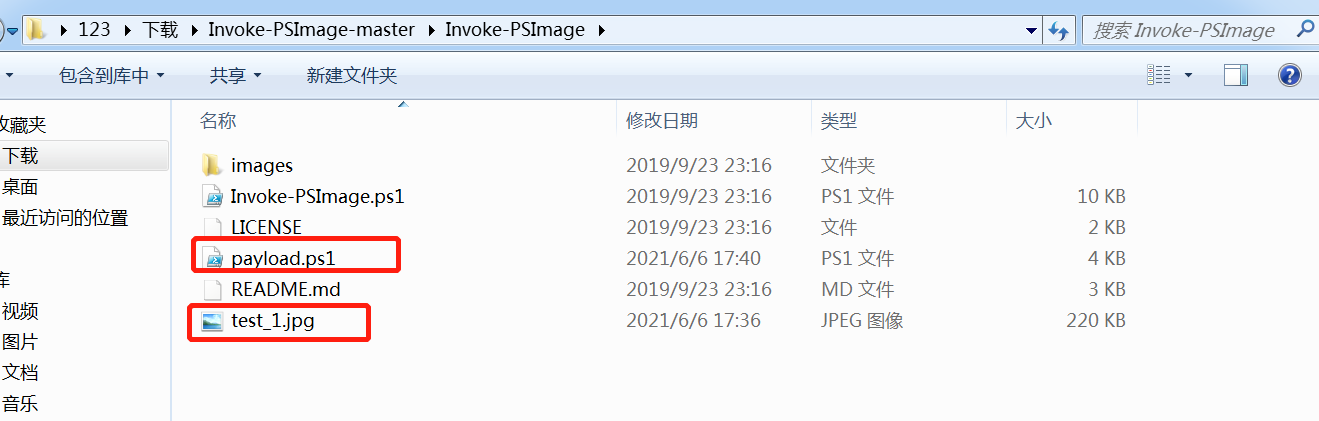 123 下载 Invoke-PSImage-master Invoke-PSImage 搜索 Invoke-PSImage
包含到库中 共享 新建文件夹
名称 修改日期 类型 大小
收藏夹
下载
桌面
最近访问的位置
库
视频
图片
文档
音乐
images 2019/9/23 23:16 文件夹
Invoke-PSImage.ps1 2019/9/23 23:16 PS1 文件 10 KB
LICENSE 2019/9/23 23:16 文件 2 KB
payload.ps1 2021/6/6 17:40 PS1 文件 4 KB
README.md 2019/9/23 23:16 MD 文件 3 KB
test_1.jpg 2021/6/6 17:36 JPEG 图像 220 KB